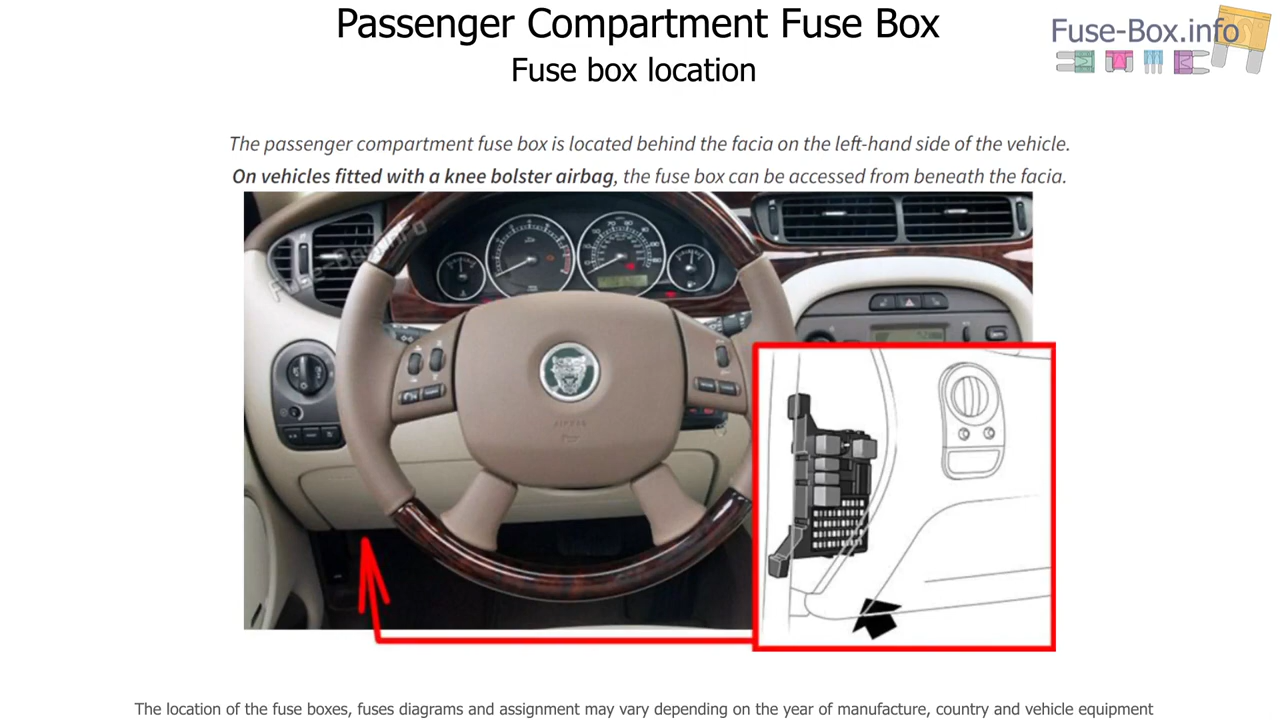 Passenger Compartment Fuse Box
Fuse box location
Fuse-Box.info
The passenger compartment fuse box is located behind the facia on the left-hand side of the vehicle.
On vehicles fitted with a knee bolster airbag, the fuse box can be accessed from beneath the facia.
Fuse-Box.info
The location of the fuse boxes, fuses diagrams and assignment may vary depending on the year of manufacture, country and vehicle equipment